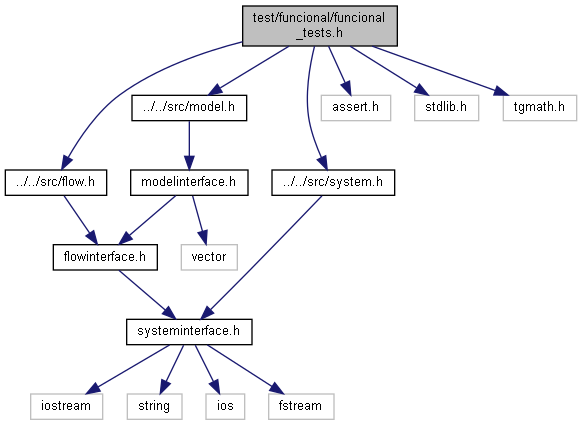 test/funcional/funcional
_tests.h
../../src/model.h
assert.h
stdlib.h
tgmath.h
../../src/flow.h
modelinterface.h
../../src/system.h
flowinterface.h
vector
systeminterface.h
iostream
string
ios
fstream